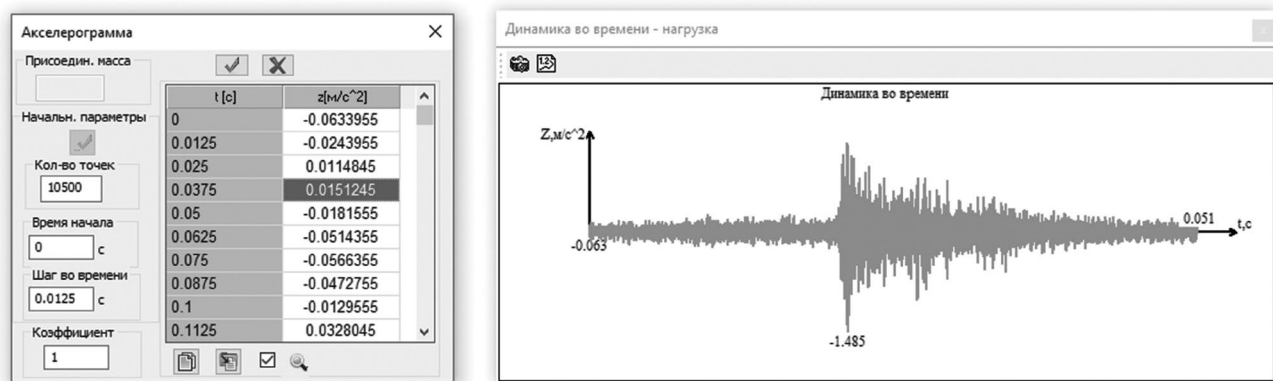 Акселерограмма
Присоедин. масса
Начальн. параметры
Кол-во точек
10500
Время начала
0 с
Шаг во времени
0.0125 с
Коэффициент
1
t [c] z[м/с^2]
0 -0.0633955
0.0125 -0.0243955
0.025 0.0114845
0.0375 0.0151245
0.05 -0.0181555
0.0625 -0.0514355
0.075 -0.0566355
0.0875 -0.0472755
0.1 -0.0129555
0.1125 0.0328045
Динамика во времени - нагрузка
Динамика во времени
Z,м/с^2
-0.063
0.051
t,c
-1.485